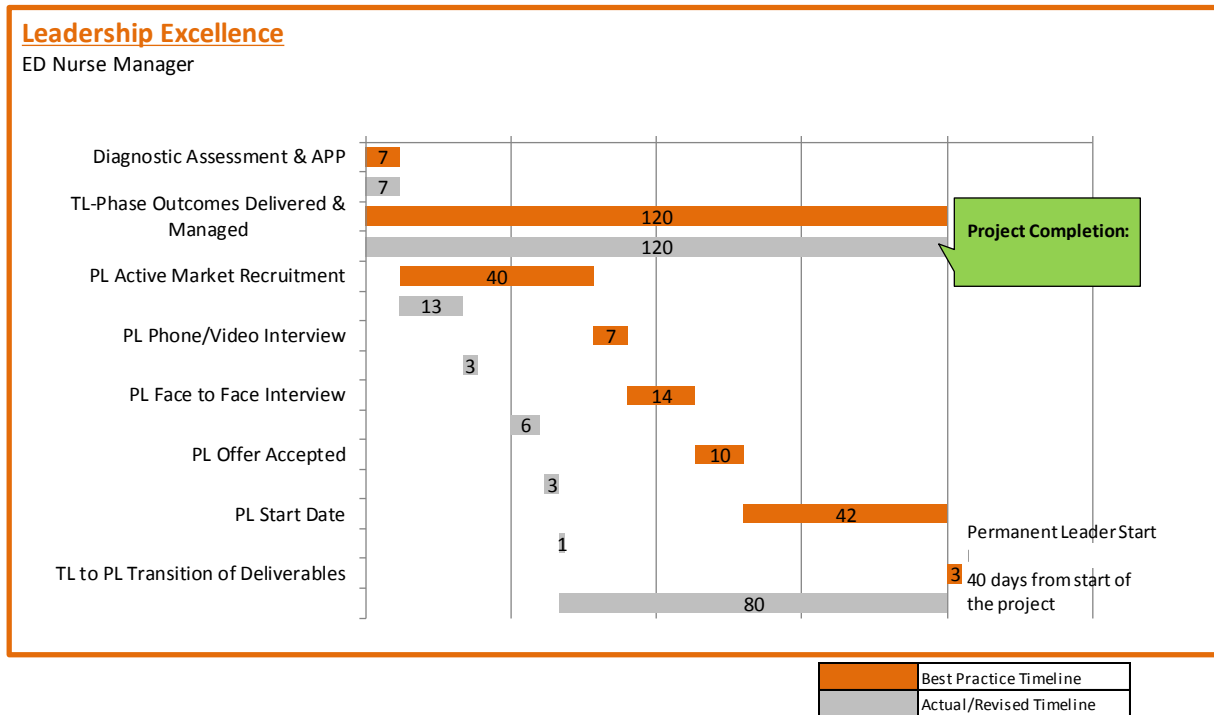 Leadership Excellence
ED Nurse Manager
Diagnostic Assessment & APP
7
7
TL-Phase Outcomes Delivered &
Managed
120
120
Project Completion:
PL Active Market Recruitment
40
13
PL Phone/Video Interview
7
3
PL Face to Face Interview
14
6
PL Offer Accepted
10
3
PL Start Date
42
1
Permanent Leader Start
TL to PL Transition of Deliverables
3
40 days from start of
the project
80
Best Practice Timeline
Actual/Revised Timeline